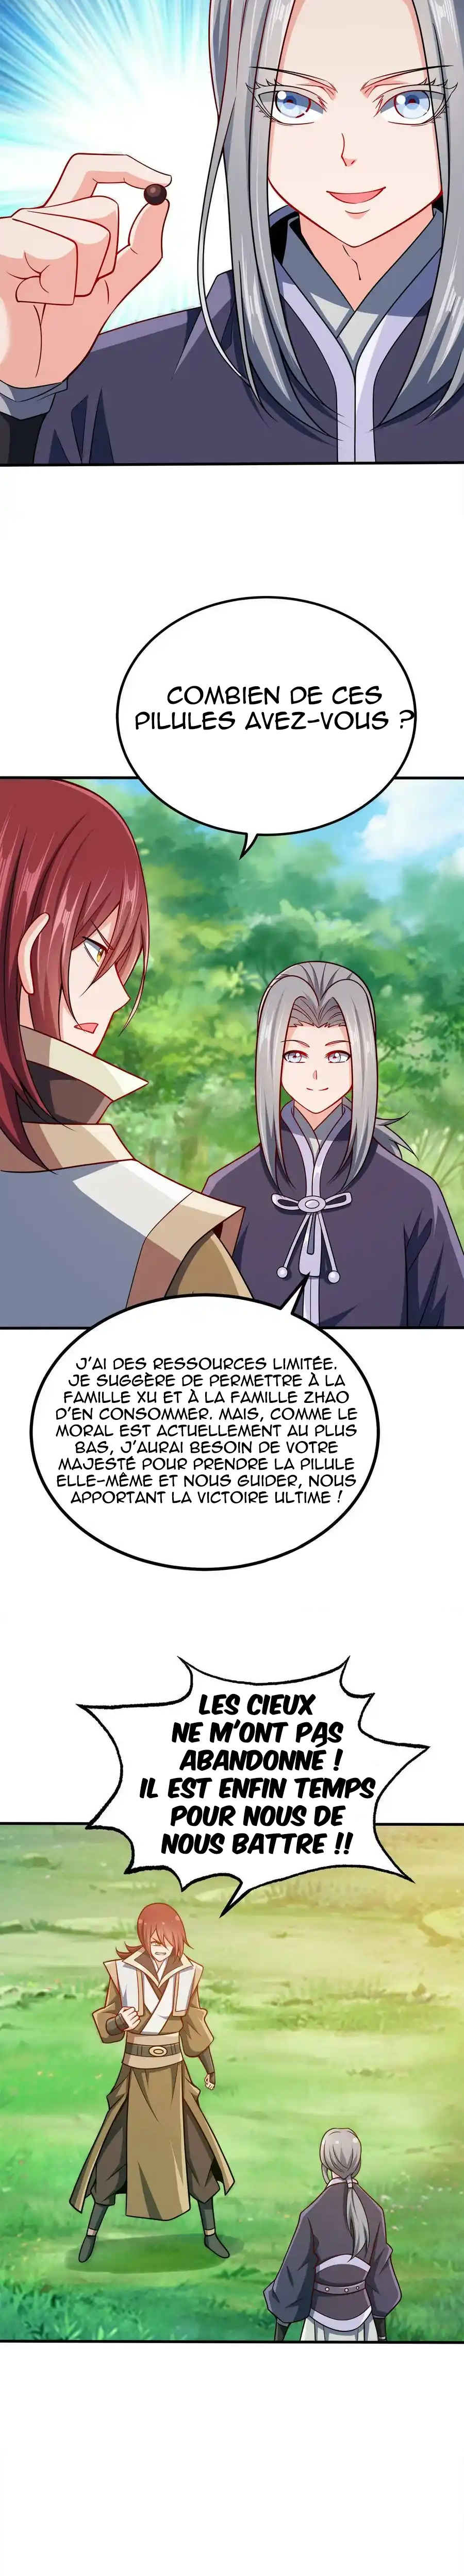 COMBIEN DE CES
PILULES AVEZ-VOUS ?
J'AI DES RESSOURCES LIMITÉE.
JE SUGGÈRE DE PERMETTRE À LA
FAMILLE XU ET À LA FAMILLE ZHAO
D'EN CONSOMMER. MAIS, COMME LE
MORAL EST ACTUELLEMENT AU PLUS
BAS, J'AURAI BESOIN DE VOTRE
MAJESTÉ POUR PRENDRE LA PILULE
ELLE-MÊME ET NOUS GUIDER, NOUS
APPORTANT LA VICTOIRE ULTIME !
LES CIEUX
NE M'ONT PAS
ABANDONNÉ !
IL EST ENFIN TEMPS
POUR NOUS DE
NOUS BATTRE !!